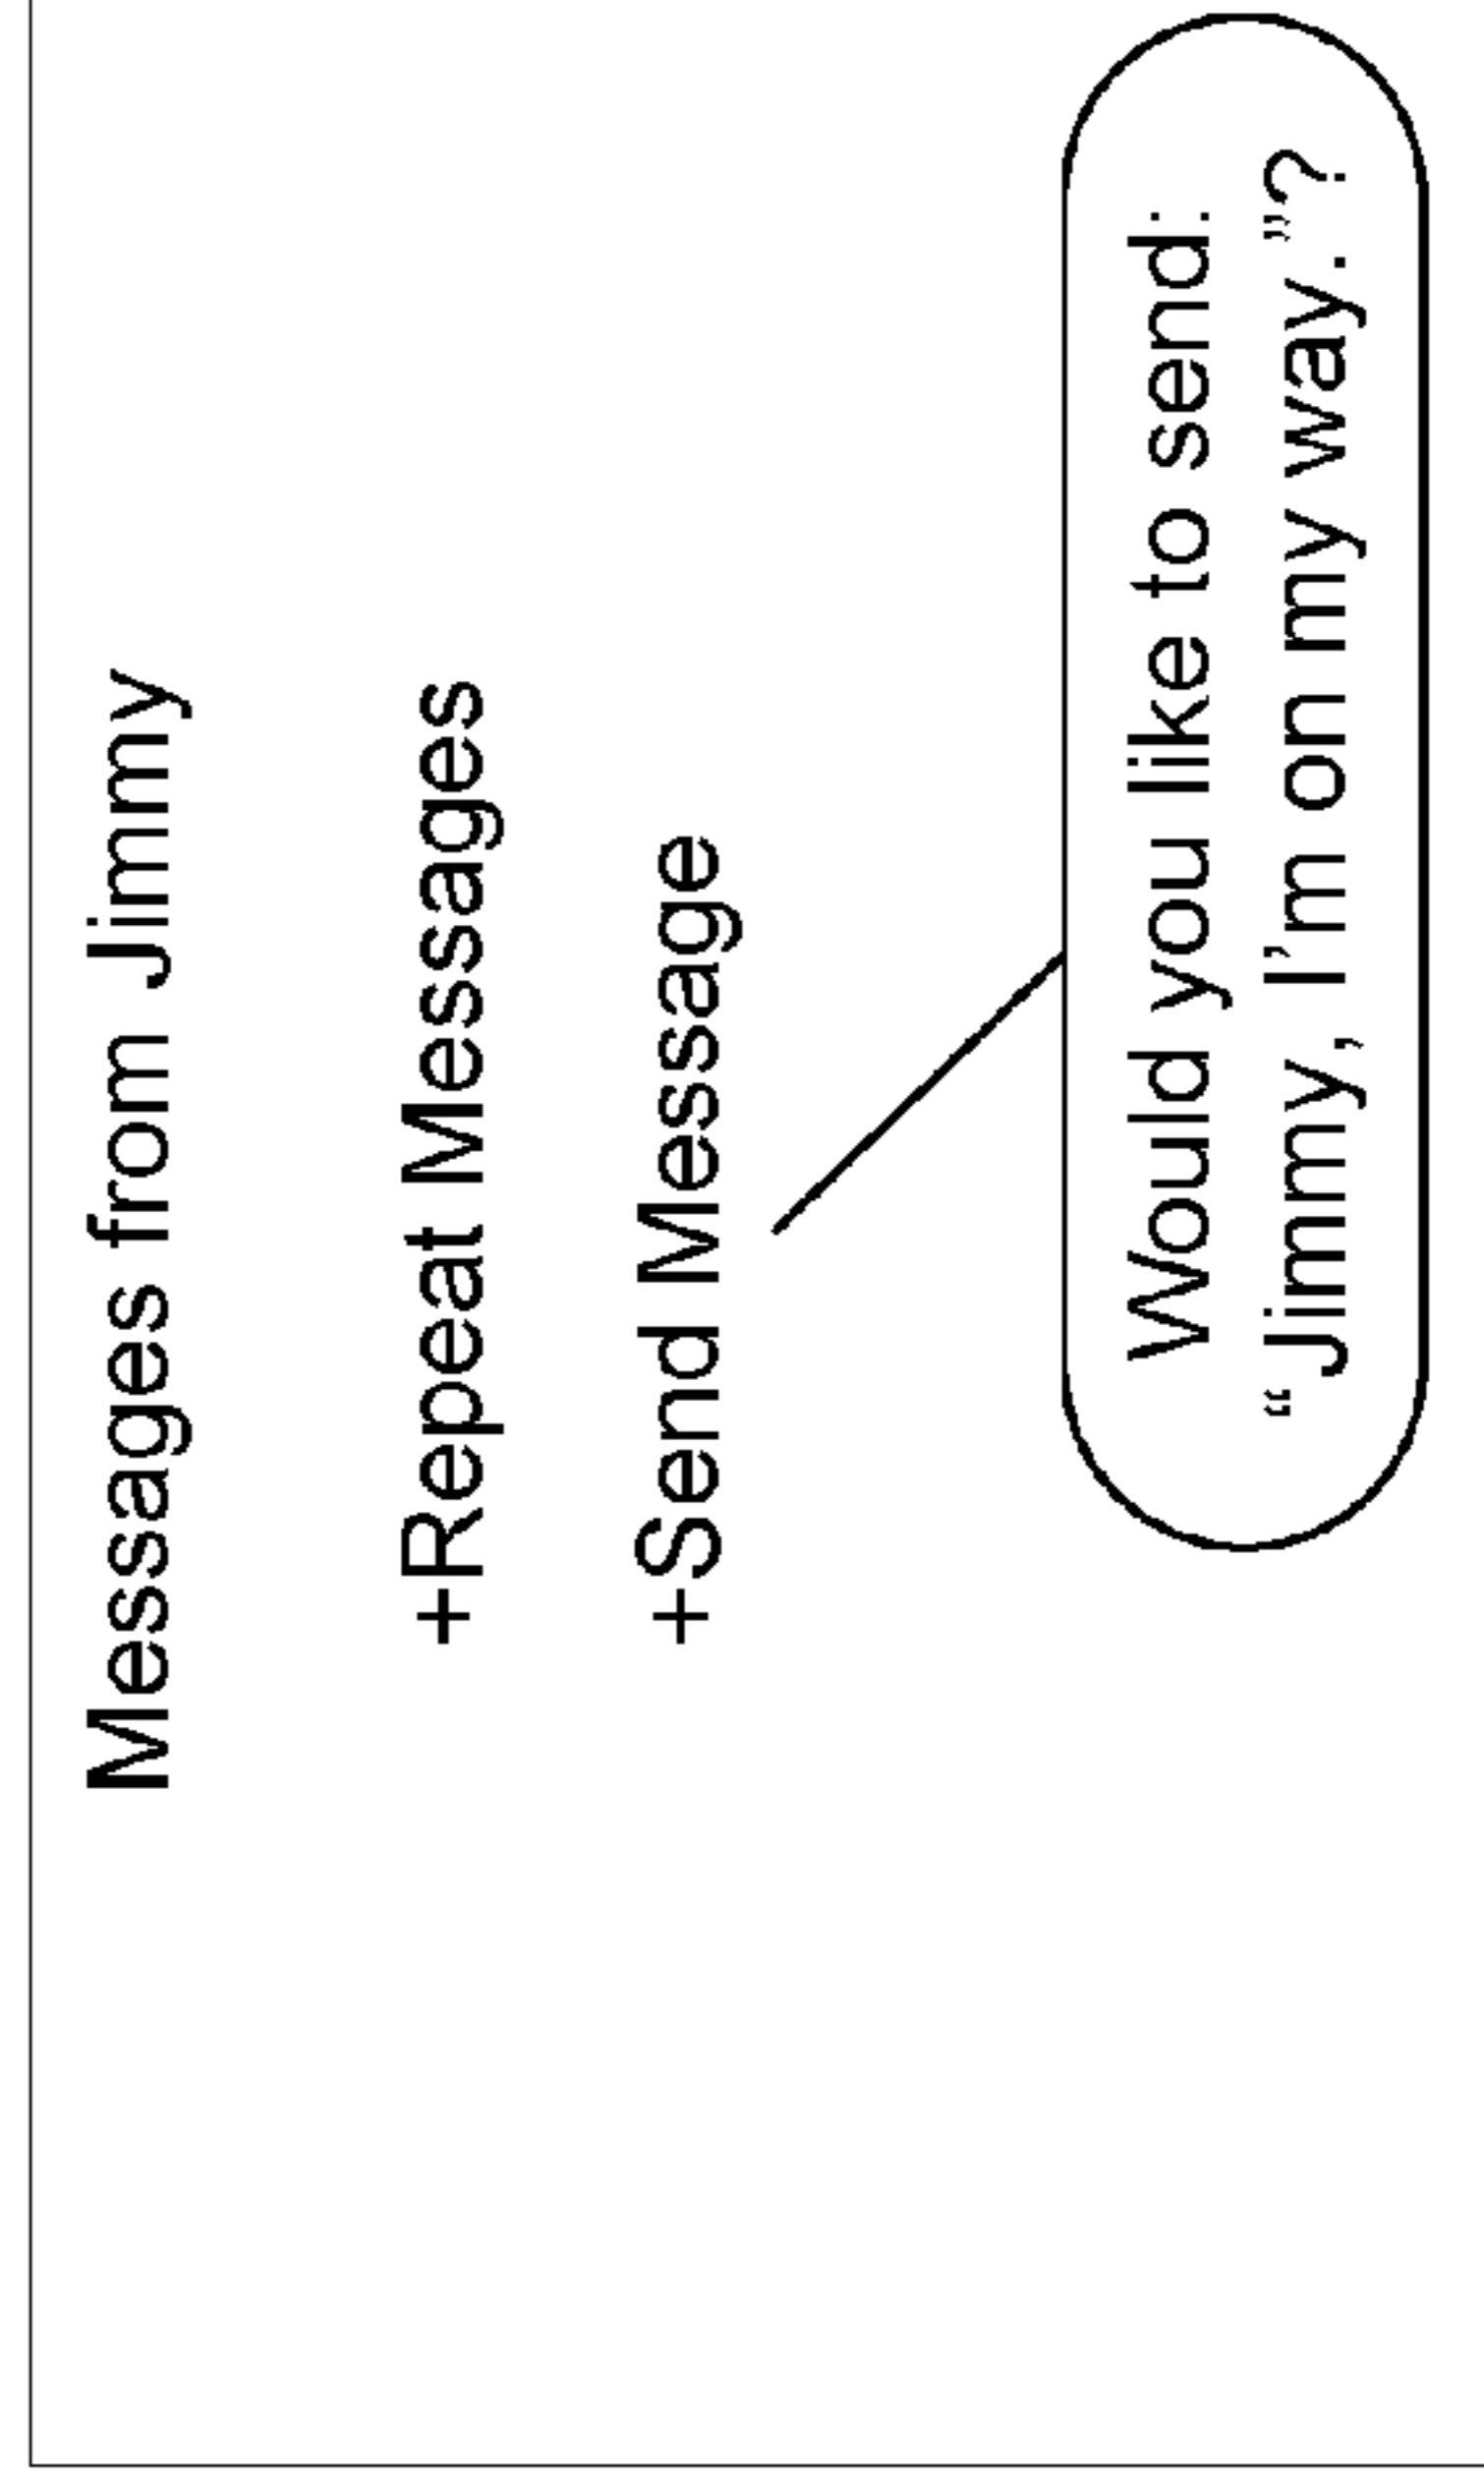 Messages from Jimmy
+Repeat Messages
+Send Message
Would you like to send:
“Jimmy, I’m on my way.”?